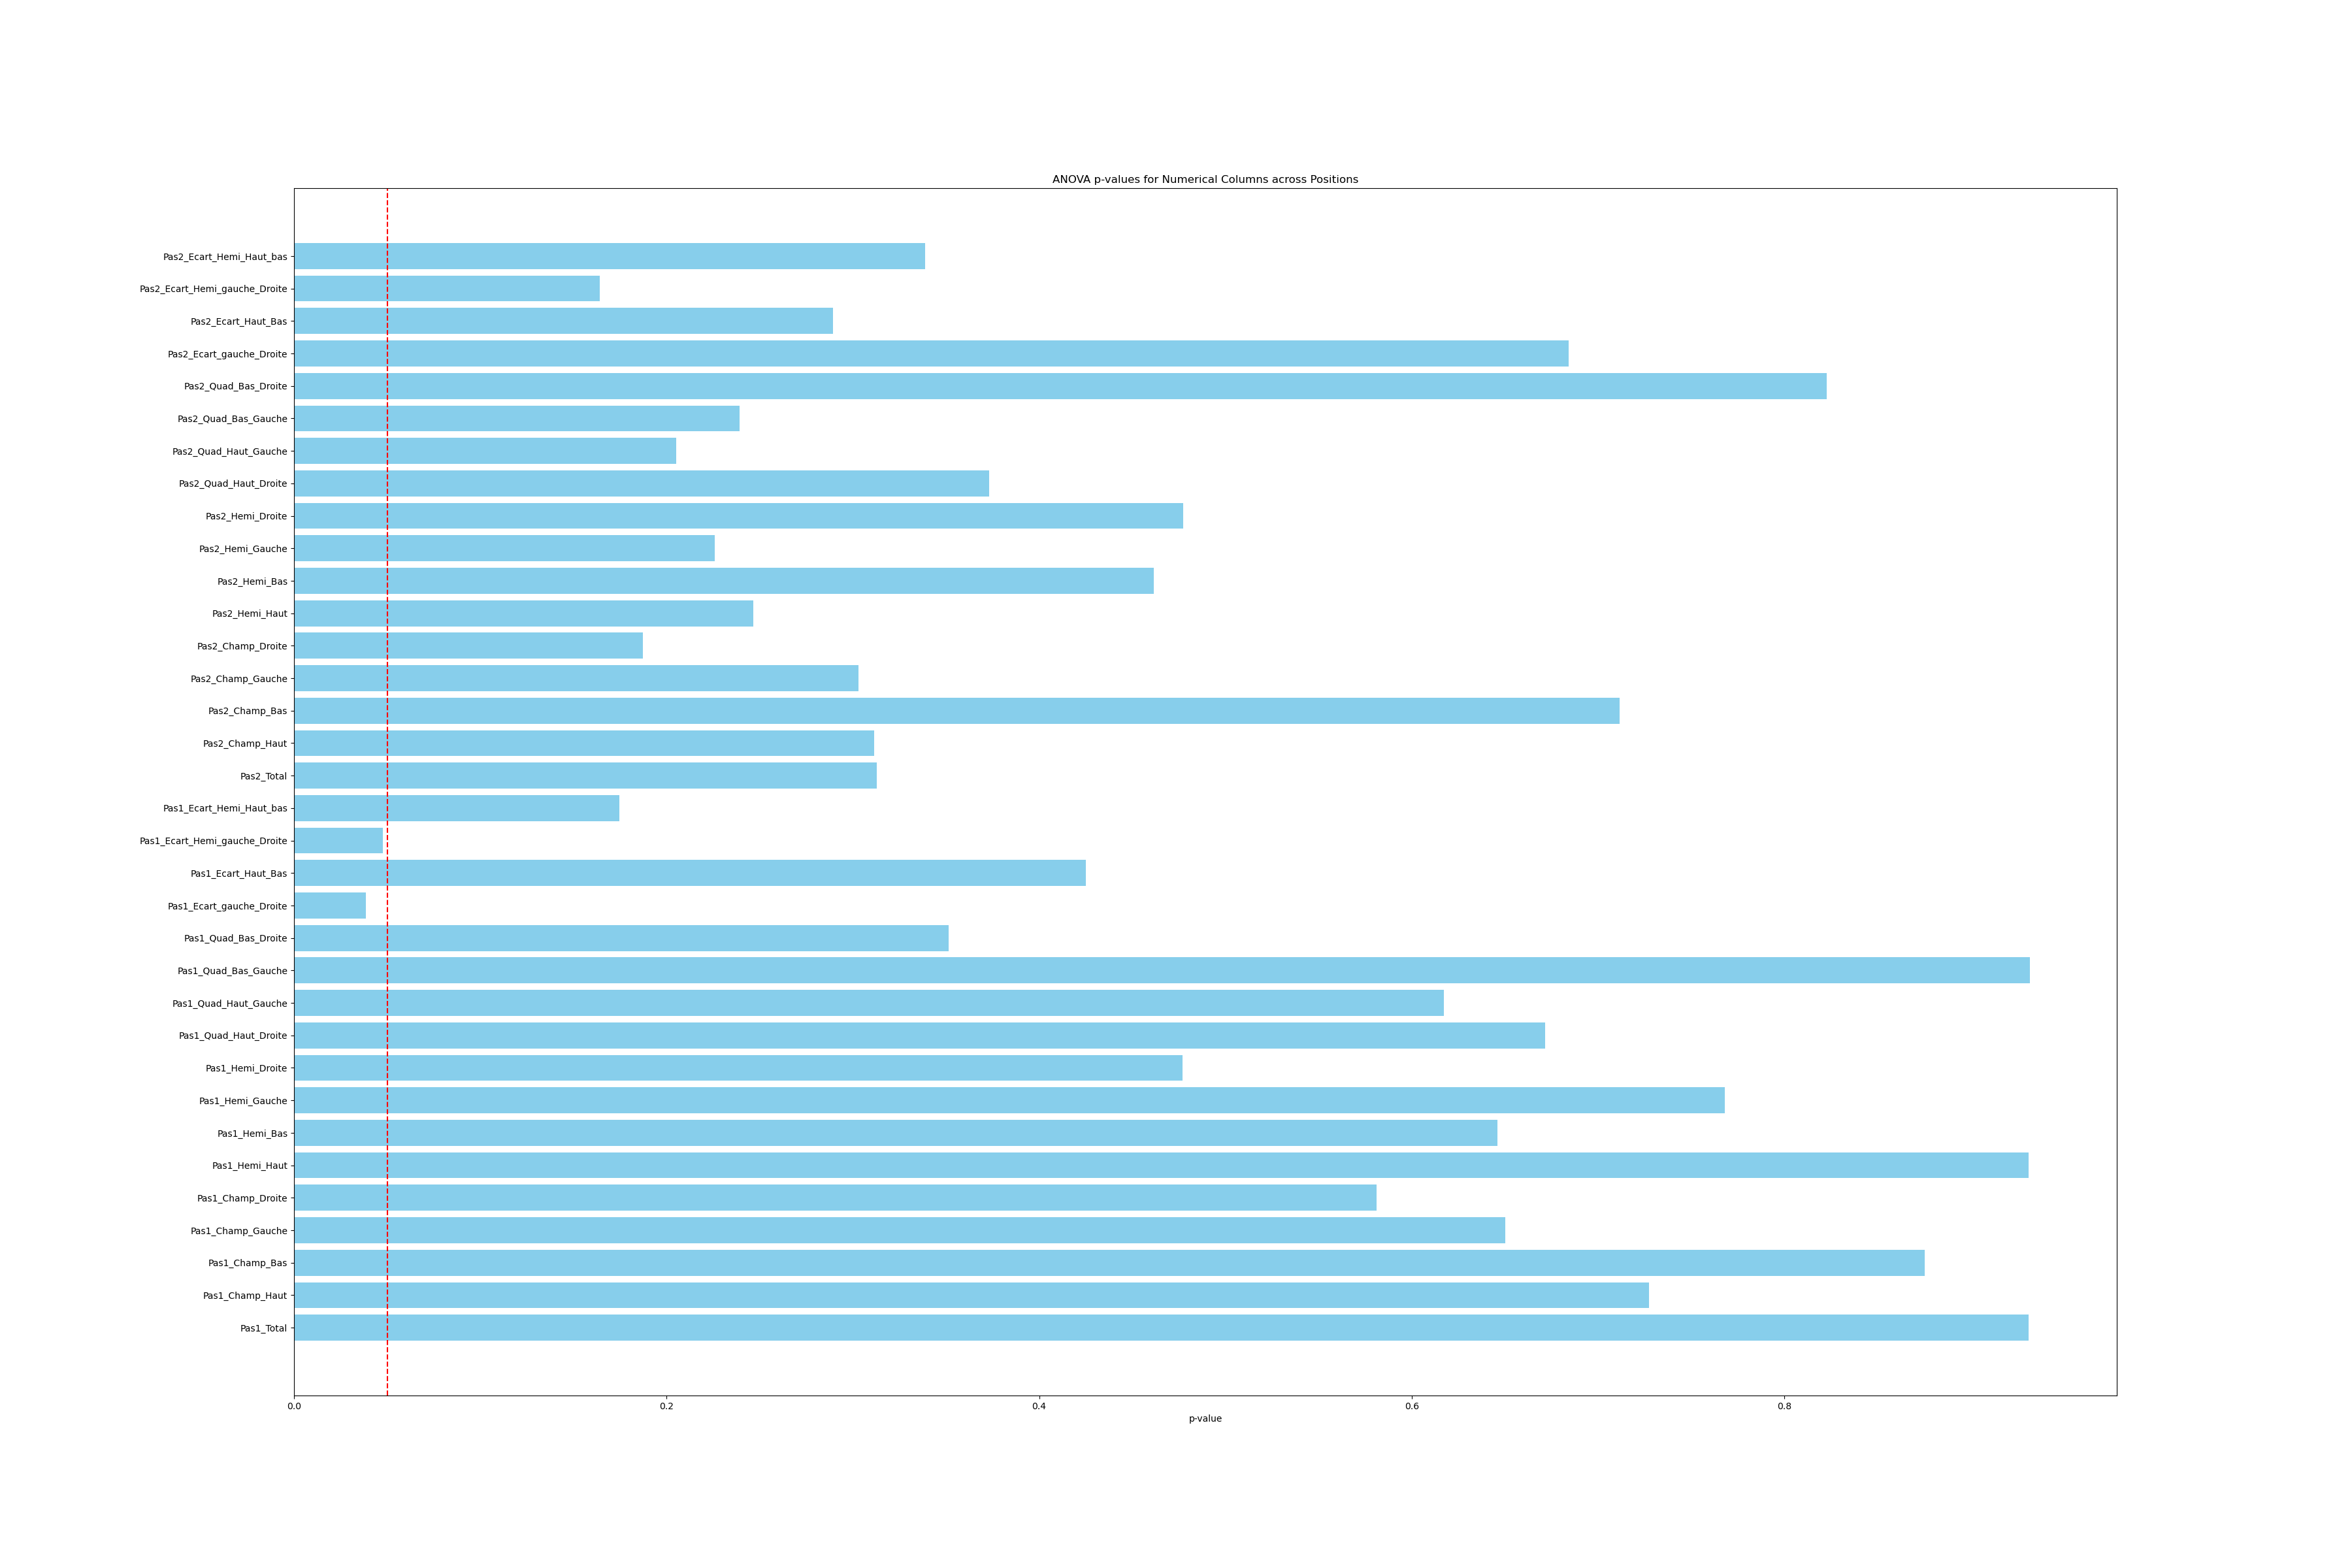 ANOVA p-values for Numerical Columns across Positions
Pas2_Ecart_Hemi_Haut_bas
Pas2_Ecart_Hemi_gauche_Droite
Pas2_Ecart_Haut_Bas
Pas2_Ecart_gauche_Droite
Pas2_Quad_Bas_Droite
Pas2_Quad_Bas_Gauche
Pas2_Quad_Haut_Gauche
Pas2_Quad_Haut_Droite
Pas2_Hemi_Droite
Pas2_Hemi_Gauche
Pas2_Hemi_Bas
Pas2_Hemi_Haut
Pas2_Champ_Droite
Pas2_Champ_Gauche
Pas2_Champ_Bas
Pas2_Champ_Haut
Pas2_Total
Pas1_Ecart_Hemi_Haut_bas
Pas1_Ecart_Hemi_gauche_Droite
Pas1_Ecart_Haut_Bas
Pas1_Ecart_gauche_Droite
Pas1_Quad_Bas_Droite
Pas1_Quad_Bas_Gauche
Pas1_Quad_Haut_Gauche
Pas1_Quad_Haut_Droite
Pas1_Hemi_Droite
Pas1_Hemi_Gauche
Pas1_Hemi_Bas
Pas1_Hemi_Haut
Pas1_Champ_Droite
Pas1_Champ_Gauche
Pas1_Champ_Bas
Pas1_Champ_Haut
Pas1_Total
0.0 0.2 0.4 0.6 0.8
p-value